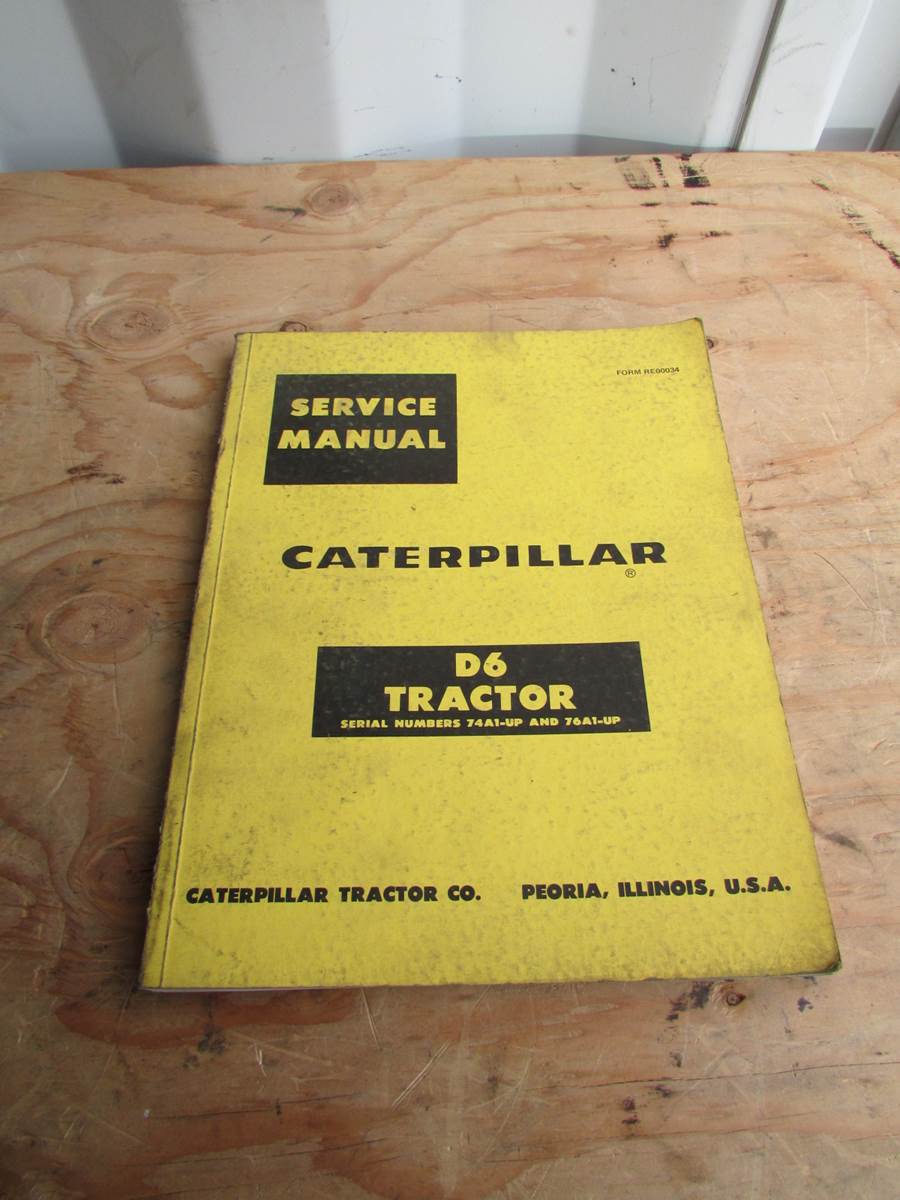 FORM RE00034
SERVICE
MANUAL
CATERPILLAR
®
D6
TRACTOR
SERIAL NUMBERS 74A1-UP AND 76A1-UP
CATERPILLAR TRACTOR CO. PEORIA, ILLINOIS, U.S.A.